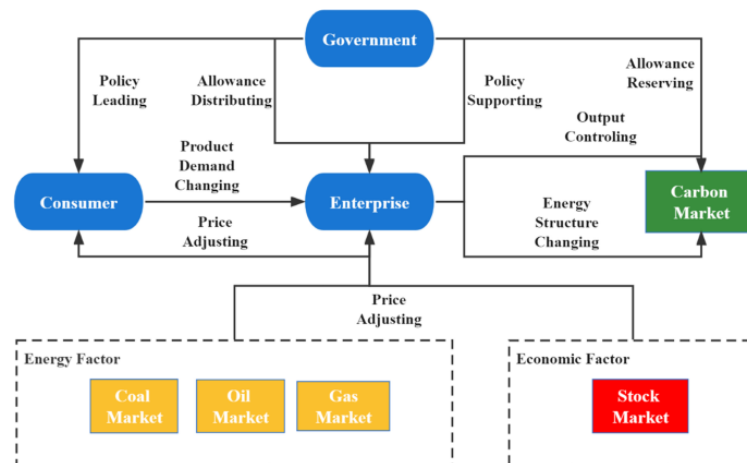 Government
Policy
Leading
Allowance
Distributing
Policy
Supporting
Allowance
Reserving
Output
Controling
Product
Demand
Changing
Consumer
Enterprise
Carbon
Market
Price
Adjusting
Energy
Structure
Changing
Price
Adjusting
Energy Factor
Economic Factor
Coal
Market
Oil
Market
Gas
Market
Stock
Market